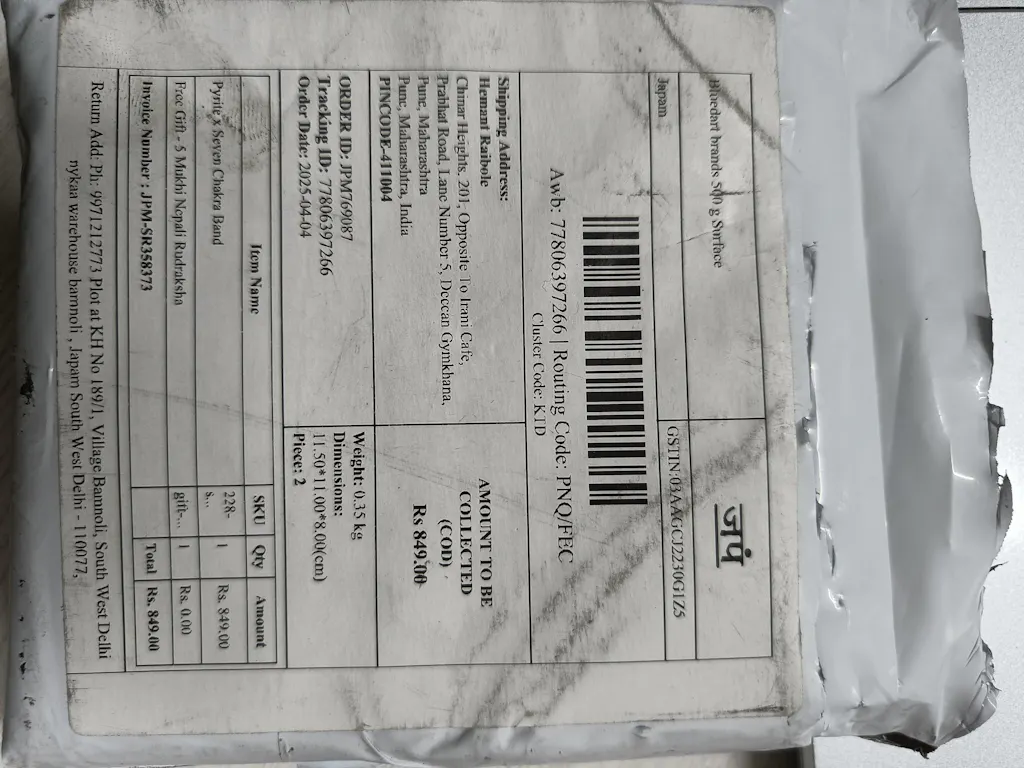 Bluedart brands 500 g Surface
जपं
Japam
GSTIN:03AAGCJ2230G1Z5
Awb: 77806397266 | Routing Code: PNQ/FEC
Cluster Code: KTD
Shipping Address:
Hemant Raibole
Chinar Heights, 201, Opposite To Irani Cafe,
Prabhat Road, Lane Number 5, Deccan Gymkhana,
Pune, Maharashtra
Pune, Maharashtra, India
PINCODE-411004
AMOUNT TO BE
COLLECTED
(COD)
Rs 849.00
ORDER ID: JPM769087
Tracking ID: 77806397266
Order Date: 2025-04-04
Weight: 0.35 kg
Dimensions:
11.50*11.00*8.00(cm)
Piece: 2
Item Name SKU Qty Amount
Pyrite x Seven Chakra Band 228-s... 1 Rs. 849.00
Free Gift - 5 Mukhi Nepali Rudraksha gift-... 1 Rs. 0.00
Invoice Number : JPM-SR358373 Total Rs. 849.00
Return Add: Ph: 9971212773 Plot at KH No 189/1, Village Bamnoli, South West Delhi
nykaa warehouse bamnoli , Japam South West Delhi - 110077,